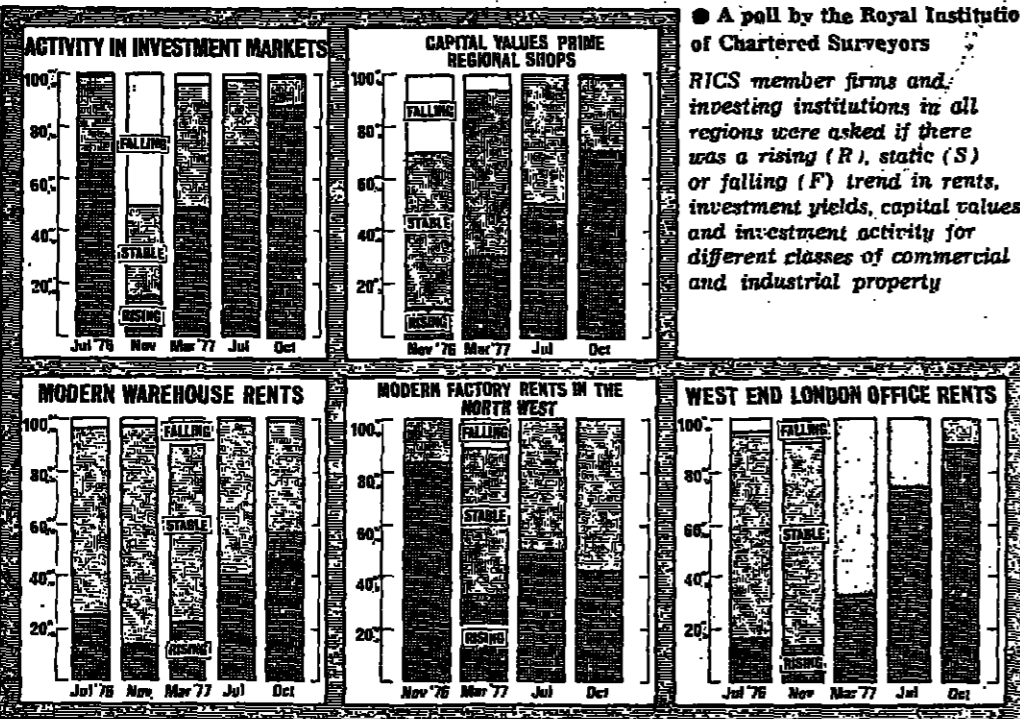 ● A poll by the Royal Institutio
of Chartered Surveyors
RICS member firms and
investing institutions in all
regions were asked if there
was a rising (R), static (S)
or falling (F) trend in rents,
investment yields, capital values
and investment activity for
different classes of commercial
and industrial property
ACTIVITY IN INVESTMENT MARKETS
100
80
60
40
20
FALLING
STABLE
RISING
Jul '76 Nov Mar '77 Jul Oct
CAPITAL VALUES PRIME
REGIONAL SHOPS
100
80
60
40
20
FALLING
STABLE
RISING
Nov '76 Mar '77 Jul Oct
MODERN WAREHOUSE RENTS
100
80
60
40
20
FALLING
STABLE
RISING
Jul '76 Nov Mar '77 Jul Oct
MODERN FACTORY RENTS IN THE
NORTH WEST
100
80
60
40
20
FALLING
STABLE
RISING
Nov '76 Mar '77 Jul Oct
WEST END LONDON OFFICE RENTS
100
80
60
40
20
FALLING
STABLE
RISING
Jul '76 Nov Mar '77 Jul Oct